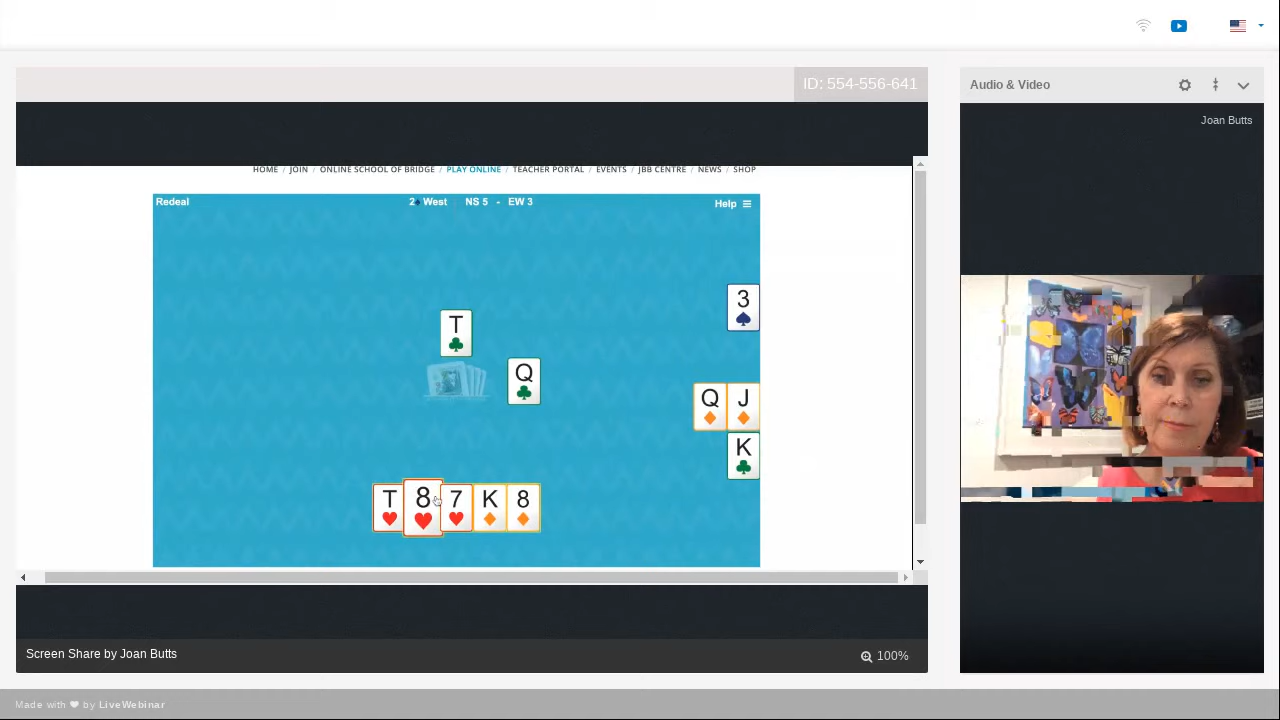 ID: 554-556-641
Audio & Video
Joan Butts
HOME / JOIN / ONLINE SCHOOL OF BRIDGE / PLAY ONLINE / TEACHER PORTAL / EVENTS / JBB CENTRE / NEWS / SHOP
Redeal
2♠ West NS 5 - EW 3
Help
3
T
Q
Q J
K
T 8 7 K 8
Screen Share by Joan Butts
100%
Made with ♥ by LiveWebinar